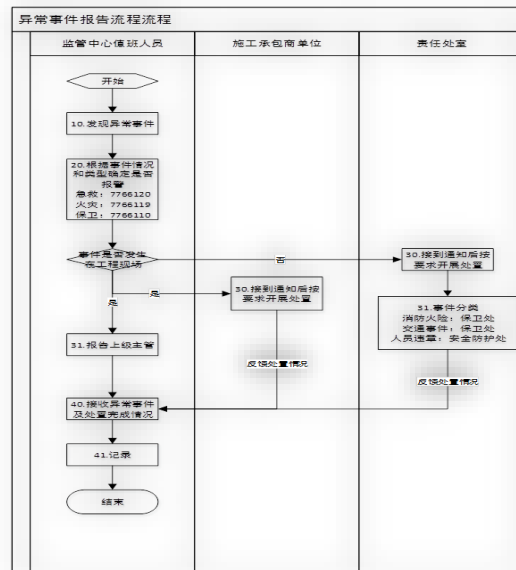 异常事件报告流程流程
监管中心值班人员
施工承包商单位
责任处室
开始
10.发现异常事件
20.根据事件情况
和类型确定是否
报警
急救：7766120
火灾：7766119
保卫：7766110
事件是否发生
在工程现场
否
是
是
30.接到通知后按
要求开展处置
30.接到通知后按
要求开展处置
31.事件分类
消防火险：保卫处
交通事件：保卫处
人员违章：安全防护处
31.报告上级主管
反馈处置情况
反馈处置情况
40.接收异常事件
及处置完成情况
41.记录
结束